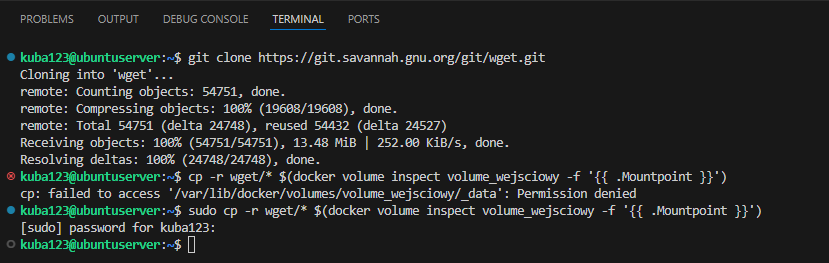 PROBLEMS OUTPUT DEBUG CONSOLE TERMINAL PORTS
kuba123@ubuntuserver:~$ git clone https://git.savannah.gnu.org/git/wget.git
Cloning into 'wget'...
remote: Counting objects: 54751, done.
remote: Compressing objects: 100% (19608/19608), done.
remote: Total 54751 (delta 24748), reused 54432 (delta 24527)
Receiving objects: 100% (54751/54751), 13.48 MiB | 252.00 KiB/s, done.
Resolving deltas: 100% (24748/24748), done.
kuba123@ubuntuserver:~$ cp -r wget/* $(docker volume inspect volume_wejsciowy -f '{{ .Mountpoint }}')
cp: failed to access '/var/lib/docker/volumes/volume_wejsciowy/_data': Permission denied
kuba123@ubuntuserver:~$ sudo cp -r wget/* $(docker volume inspect volume_wejsciowy -f '{{ .Mountpoint }}')
[sudo] password for kuba123:
kuba123@ubuntuserver:~$